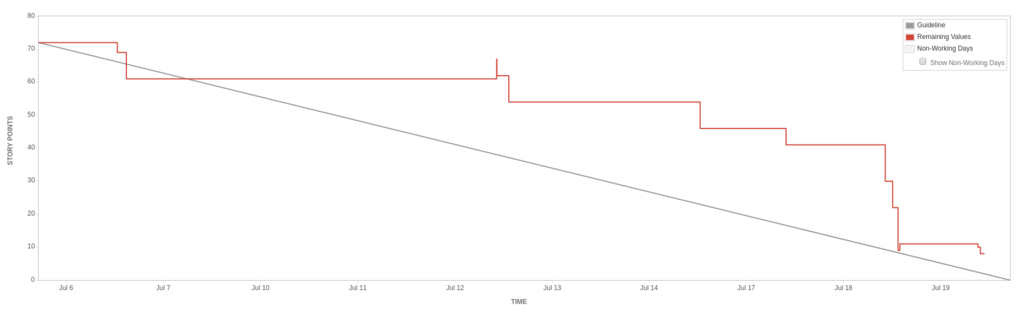 80
70
60
50
40
30
20
10
0
STORY POINTS
Guideline
Remaining Values
Non-Working Days
Show Non-Working Days
Jul 6 Jul 7 Jul 10 Jul 11 Jul 12 Jul 13 Jul 14 Jul 17 Jul 18 Jul 19
TIME